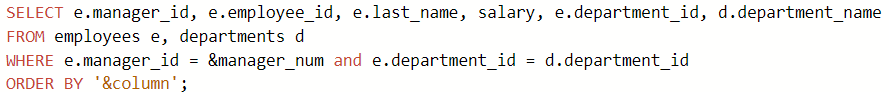 SELECT e.manager_id, e.employee_id, e.last_name, salary, e.department_id, d.department_name
FROM employees e, departments d
WHERE e.manager_id = &manager_num and e.department_id = d.department_id
ORDER BY '&column';